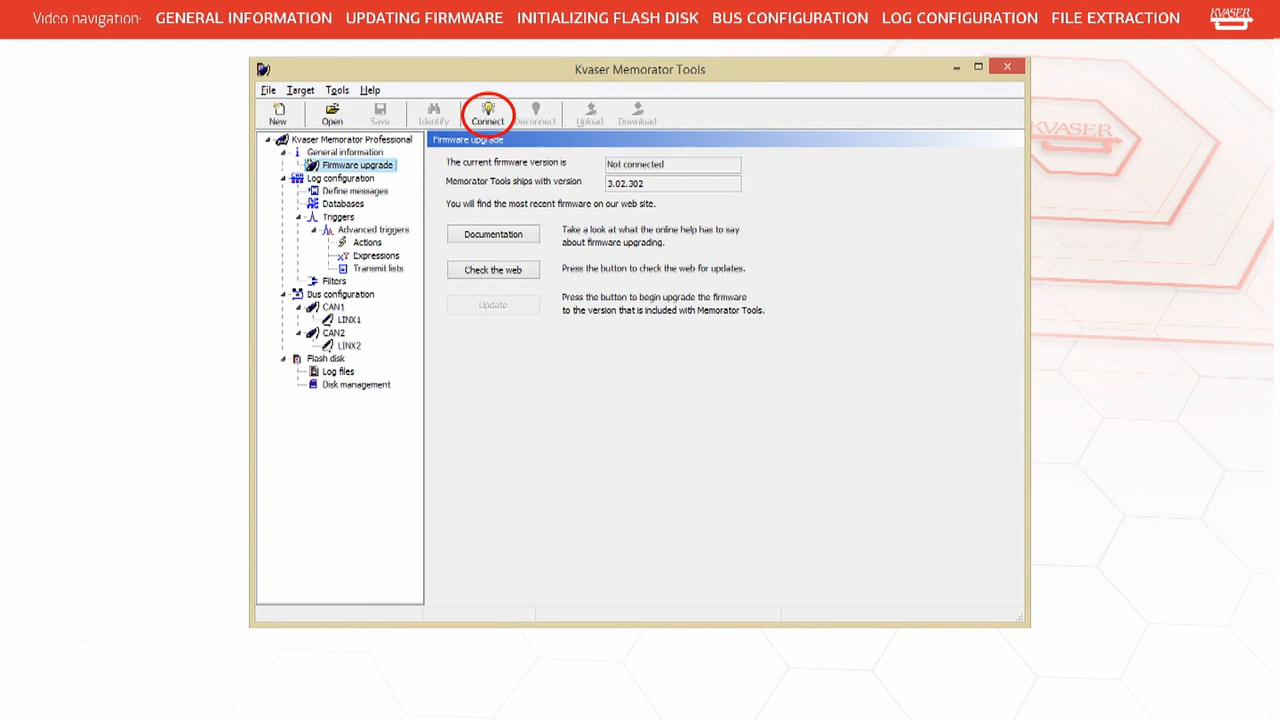 Video navigation: GENERAL INFORMATION UPDATING FIRMWARE INITIALIZING FLASH DISK BUS CONFIGURATION LOG CONFIGURATION FILE EXTRACTION KVASER
Kvaser Memorator Tools
File Target Tools Help
New Open Save Identify Connect Disconnect Upload Download
Kvaser Memorator Professional
General information
Firmware upgrade
Log configuration
Define messages
Databases
Triggers
Advanced triggers
Actions
Expressions
Transmit lists
Filters
Bus configuration
CAN1
LINX1
CAN2
LINX2
Flash disk
Log files
Disk management
Firmware upgrade
The current firmware version is Not connected
Memorator Tools ships with version 3.02.302
You will find the most recent firmware on our web site.
Documentation
Take a look at what the online help has to say
about firmware upgrading.
Check the web
Press the button to check the web for updates.
Update
Press the button to begin upgrade the firmware
to the version that is included with Memorator Tools.
KVASER